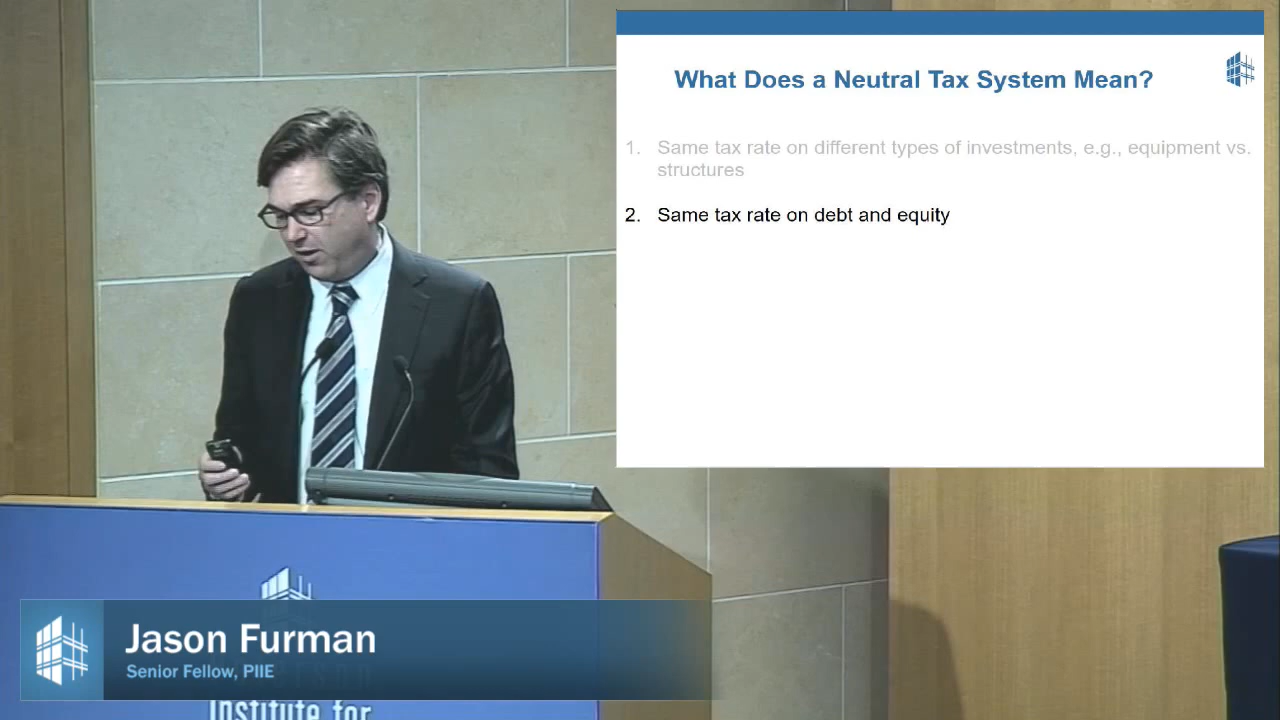 What Does a Neutral Tax System Mean?
1. Same tax rate on different types of investments, e.g., equipment vs.
structures
2. Same tax rate on debt and equity
Jason Furman
Senior Fellow, PIIE
Institute for